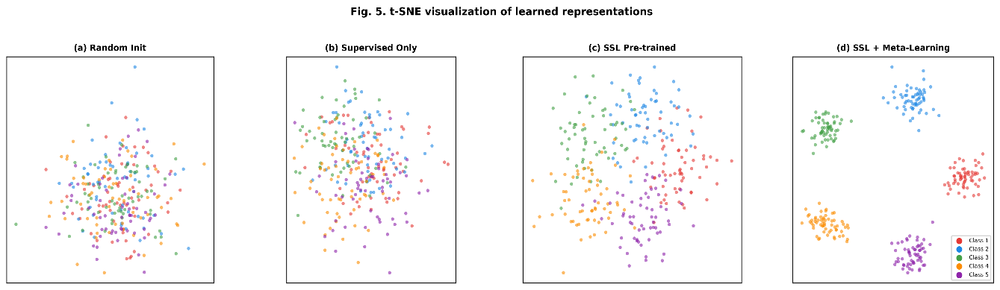 Fig. 5. t-SNE visualization of learned representations
(a) Random Init
(b) Supervised Only
(c) SSL Pre-trained
(d) SSL + Meta-Learning
Class 1
Class 2
Class 3
Class 4
Class 5